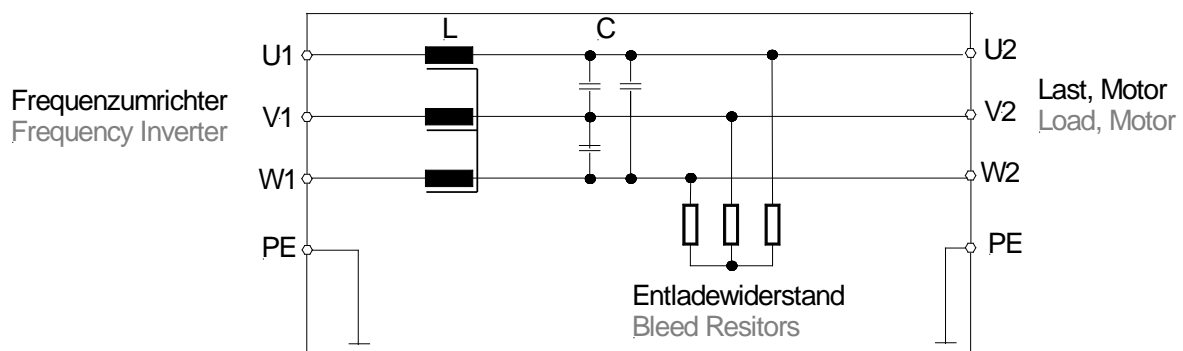 L
C
U1
U2
Frequenzumrichter
Frequency Inverter
V1
V2
Last, Motor
Load, Motor
W1
W2
PE
PE
Entladewiderstand
Bleed Resitors